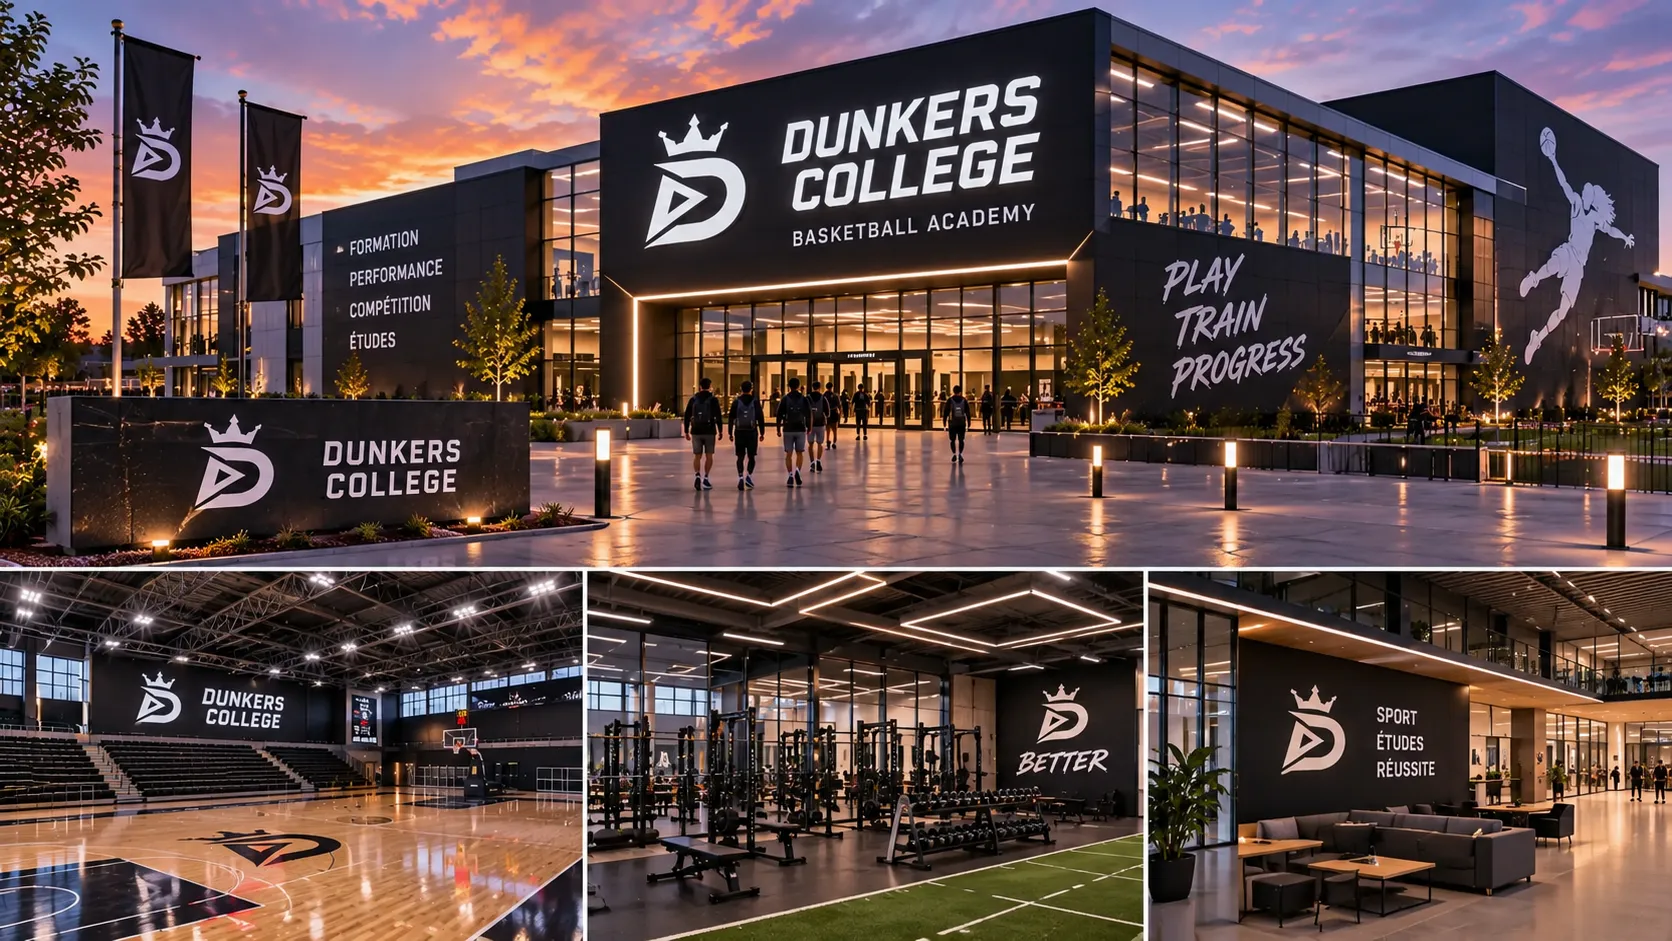 FORMATION
PERFORMANCE
COMPÉTITION
ÉTUDES
DUNKERS
COLLEGE
BASKETBALL ACADEMY
PLAY
TRAIN
PROGRESS
DUNKERS
COLLEGE
DUNKERS
COLLEGE
BETTER
SPORT
ÉTUDES
RÉUSSITE